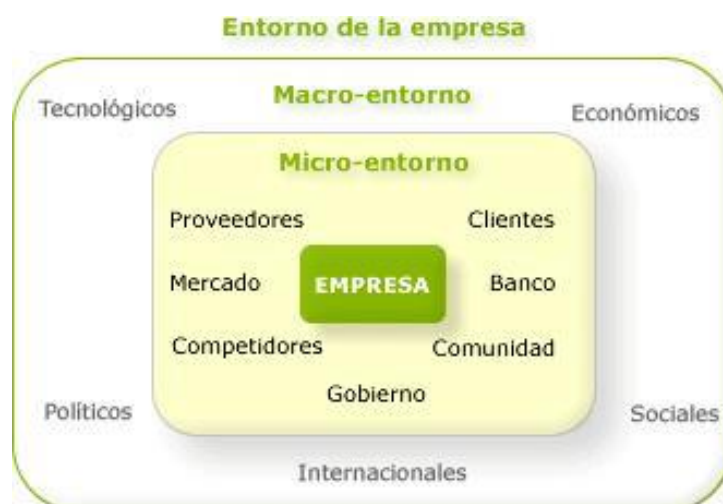 Entorno de la empresa
Macro-entorno
Tecnológicos
Económicos
Micro-entorno
Proveedores
Clientes
Mercado
EMPRESA
Banco
Competidores
Comunidad
Gobierno
Políticos
Sociales
Internacionales